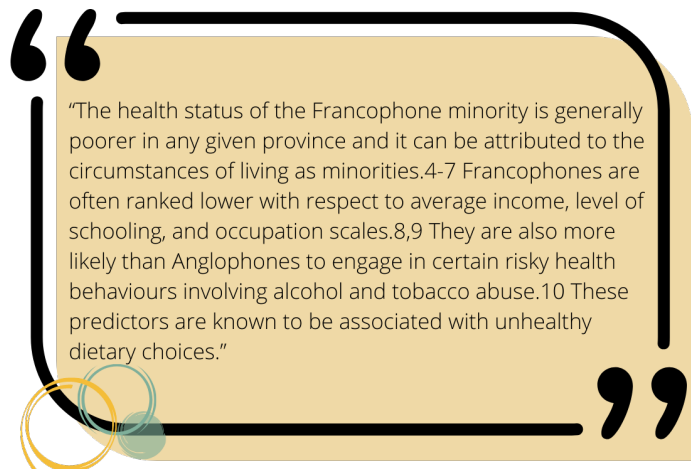 “The health status of the Francophone minority is generally
poorer in any given province and it can be attributed to the
circumstances of living as minorities.4-7 Francophones are
often ranked lower with respect to average income, level of
schooling, and occupation scales.8,9 They are also more
likely than Anglophones to engage in certain risky health
behaviours involving alcohol and tobacco abuse.10 These
predictors are known to be associated with unhealthy
dietary choices.”